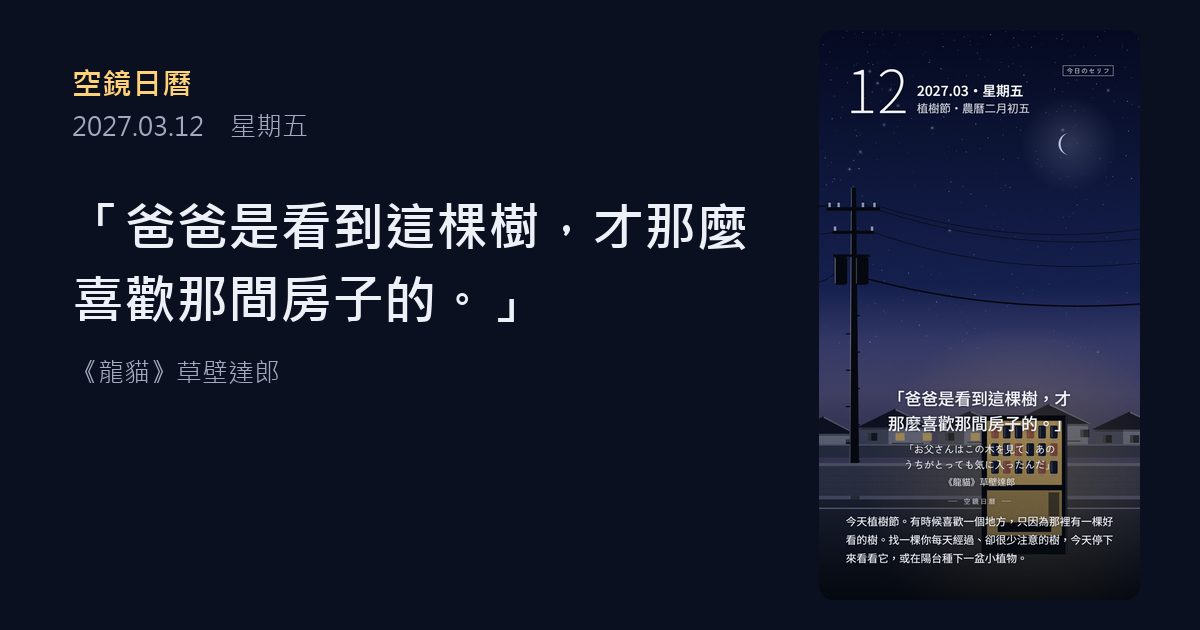 空鏡日曆
2027.03.12　星期五
「爸爸是看到這棵樹，才那麼
喜歡那間房子的。」
《龍貓》草壁達郎
今日のセリフ
12
2027.03・星期五
植樹節・農曆二月初五
「爸爸是看到這棵樹，才
那麼喜歡那間房子的。」
「お父さんはこの木を見て、あの
うちがとっても気に入ったんだ」
《龍貓》草壁達郎
— 空鏡日曆 —
今天植樹節。有時候喜歡一個地方，只因為那裡有一棵好
看的樹。找一棵你每天經過、卻很少注意的樹，今天停下
來看看它，或在陽台種下一盆小植物。